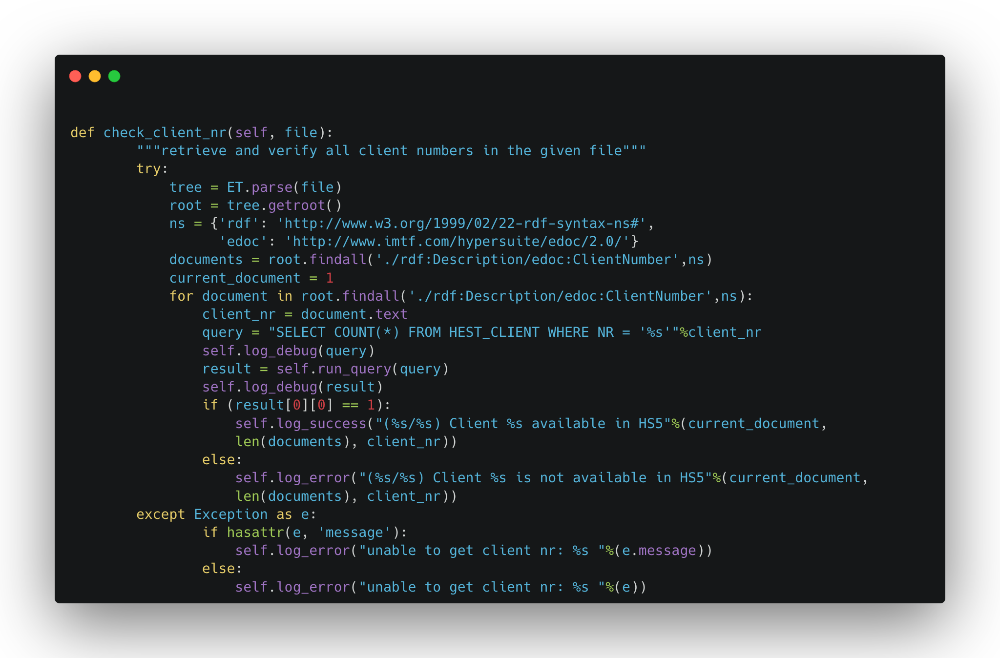 def check_client_nr(self, file):
        """retrieve and verify all client numbers in the given file"""
        try:
            tree = ET.parse(file)
            root = tree.getroot()
            ns = {'rdf': 'http://www.w3.org/1999/02/22-rdf-syntax-ns#',
                  'edoc': 'http://www.imtf.com/hypersuite/edoc/2.0/'}
            documents = root.findall('./rdf:Description/edoc:ClientNumber',ns)
            current_document = 1
            for document in root.findall('./rdf:Description/edoc:ClientNumber',ns):
                client_nr = document.text
                query = "SELECT COUNT(*) FROM HEST_CLIENT WHERE NR = '%s'"%client_nr
                self.log_debug(query)
                result = self.run_query(query)
                self.log_debug(result)
                if (result[0][0] == 1):
                    self.log_success("(%s/%s) Client %s available in HS5"%(current_document,
                    len(documents), client_nr))
                else:
                    self.log_error("(%s/%s) Client %s is not available in HS5"%(current_document,
                    len(documents), client_nr))
        except Exception as e:
                if hasattr(e, 'message'):
                    self.log_error("unable to get client nr: %s "%(e.message))
                else:
                    self.log_error("unable to get client nr: %s "%(e))